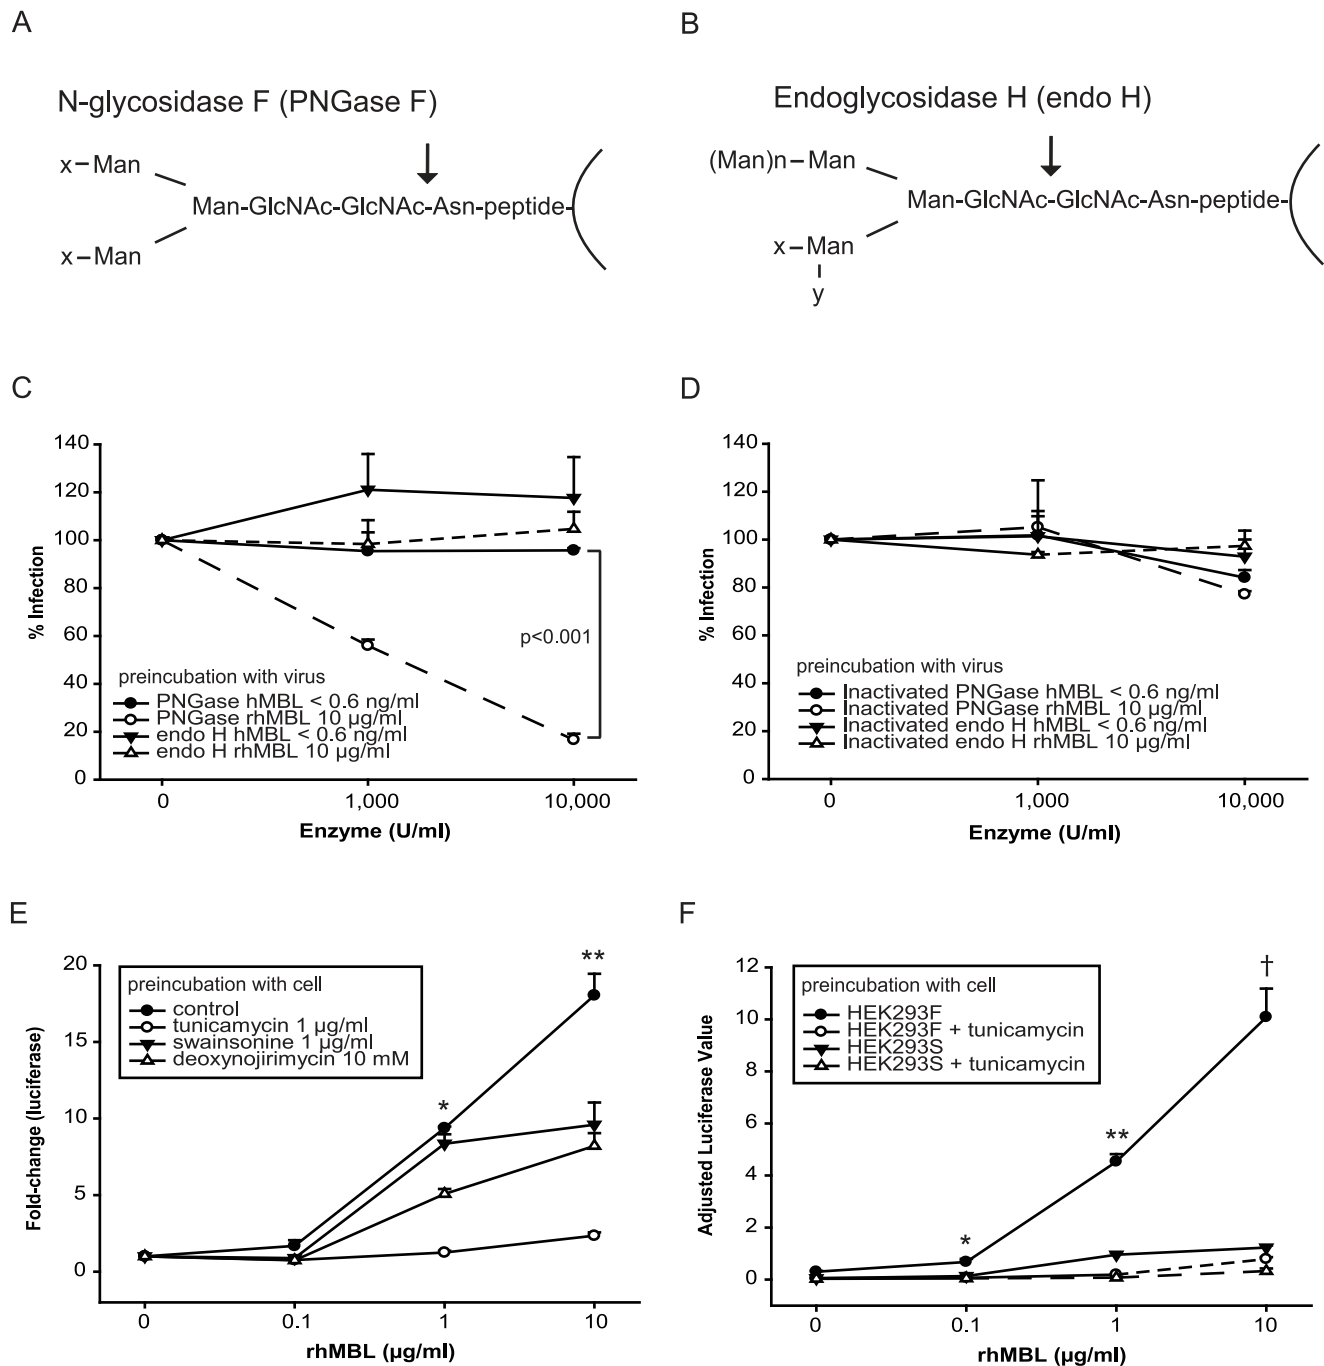 A
B
N-glycosidase F (PNGase F)
Endoglycosidase H (endo H)
x–Man
Man-GlcNAc-GlcNAc-Asn-peptide-
x–Man
(Man)n–Man
Man-GlcNAc-GlcNAc-Asn-peptide-
x–Man
y
C
% Infection
140
120
100
80
60
40
20
0
p<0.001
preincubation with virus
PNGase hMBL < 0.6 ng/ml
PNGase rhMBL 10 µg/ml
endo H hMBL < 0.6 ng/ml
endo H rhMBL 10 µg/ml
0 1,000 10,000
Enzyme (U/ml)
D
% Infection
140
120
100
80
60
40
20
0
preincubation with virus
Inactivated PNGase hMBL < 0.6 ng/ml
Inactivated PNGase rhMBL 10 µg/ml
Inactivated endo H hMBL < 0.6 ng/ml
Inactivated endo H rhMBL 10 µg/ml
0 1,000 10,000
Enzyme (U/ml)
E
Fold-change (luciferase)
20
15
10
5
0
preincubation with cell
control
tunicamycin 1 µg/ml
swainsonine 1 µg/ml
deoxynojirimycin 10 mM
*
**
0 0.1 1 10
rhMBL (µg/ml)
F
Adjusted Luciferase Value
12
10
8
6
4
2
0
preincubation with cell
HEK293F
HEK293F + tunicamycin
HEK293S
HEK293S + tunicamycin
*
**
†
0 0.1 1 10
rhMBL (µg/ml)